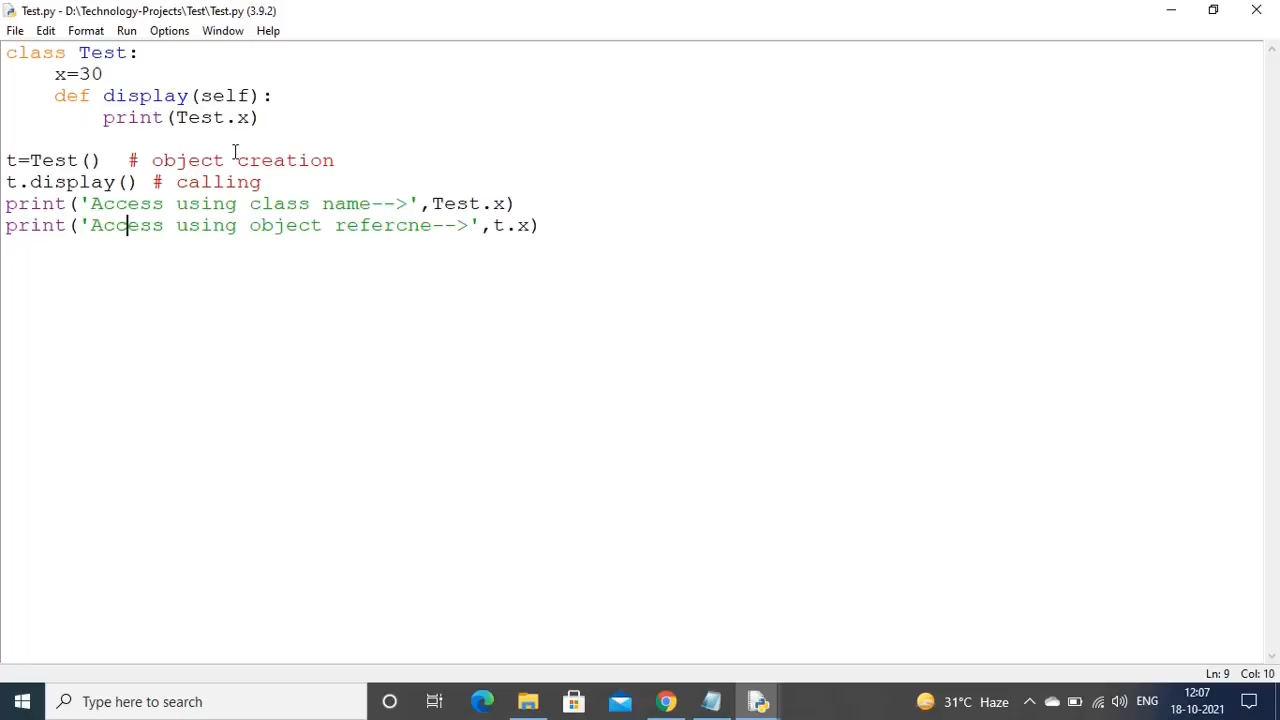 Test.py - D:\Technology-Projects\Test\Test.py (3.9.2)
File Edit Format Run Options Window Help
class Test:
    x=30
    def display(self):
        print(Test.x)

t=Test()  # object creation
t.display() # calling
print('Access using class name-->',Test.x)
print('Access using object refercne-->',t.x)
Ln: 9 Col: 10
Type here to search
31°C Haze
ENG
12:07
18-10-2021